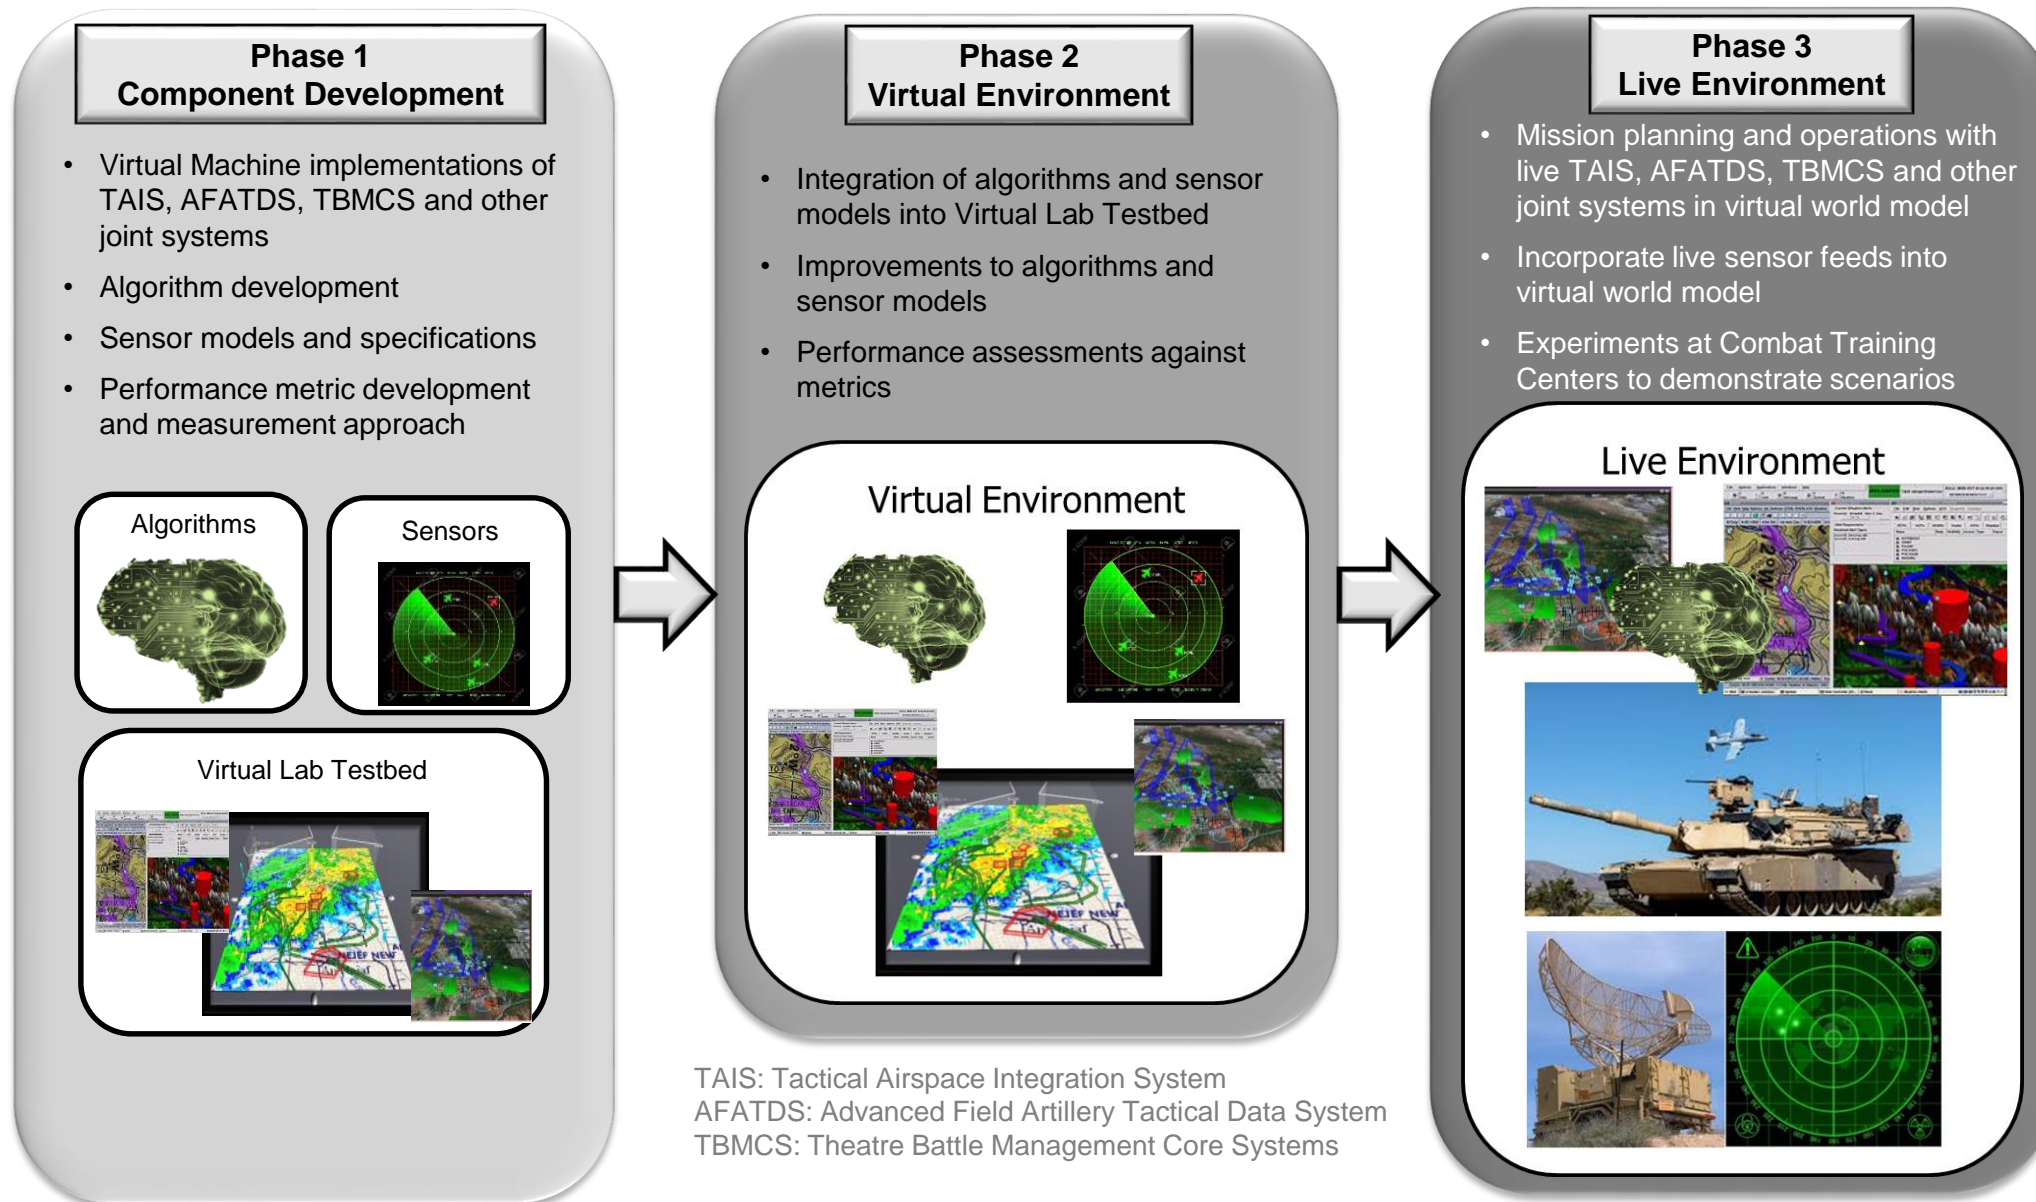 Phase 1
Component Development
• Virtual Machine implementations of
TAIS, AFATDS, TBMCS and other
joint systems
• Algorithm development
• Sensor models and specifications
• Performance metric development
and measurement approach
Algorithms
Sensors
Virtual Lab Testbed
Phase 2
Virtual Environment
• Integration of algorithms and sensor
models into Virtual Lab Testbed
• Improvements to algorithms and
sensor models
• Performance assessments against
metrics
Virtual Environment
NEJEF NEW
Phase 3
Live Environment
• Mission planning and operations with
live TAIS, AFATDS, TBMCS and other
joint systems in virtual world model
• Incorporate live sensor feeds into
virtual world model
• Experiments at Combat Training
Centers to demonstrate scenarios
Live Environment
TAIS: Tactical Airspace Integration System
AFATDS: Advanced Field Artillery Tactical Data System
TBMCS: Theatre Battle Management Core Systems